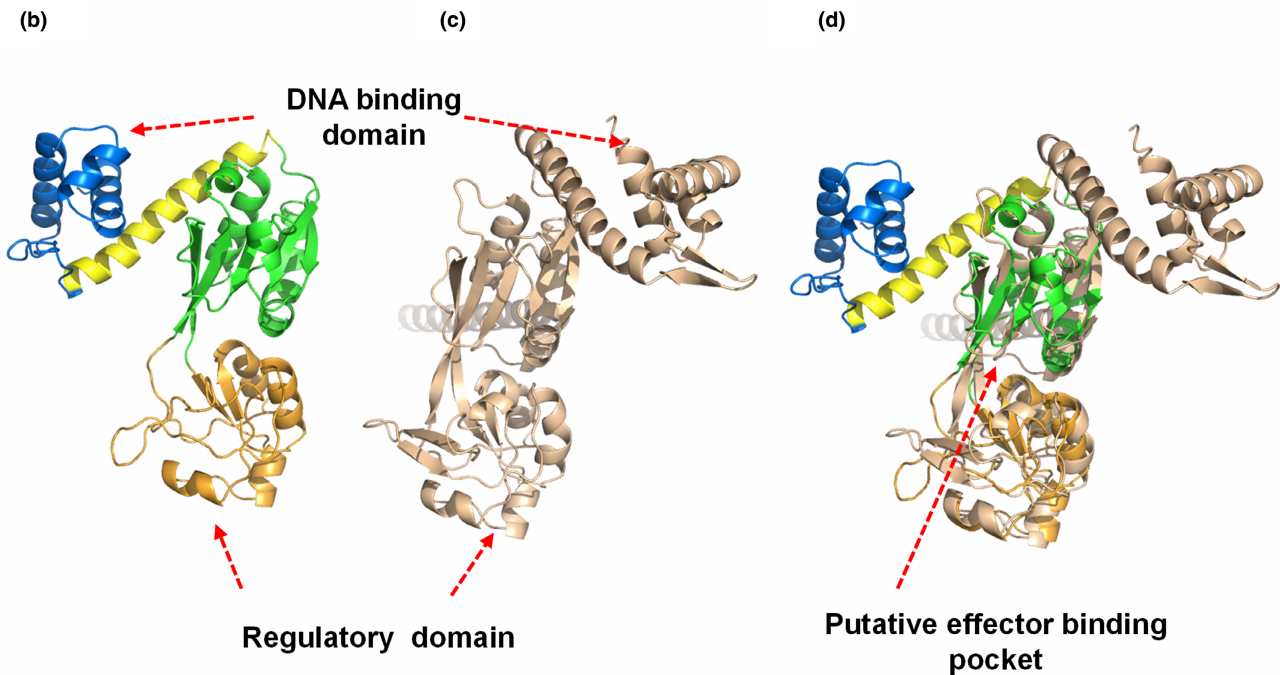 (b)
(c)
(d)
DNA binding
domain
Regulatory domain
Putative effector binding
pocket